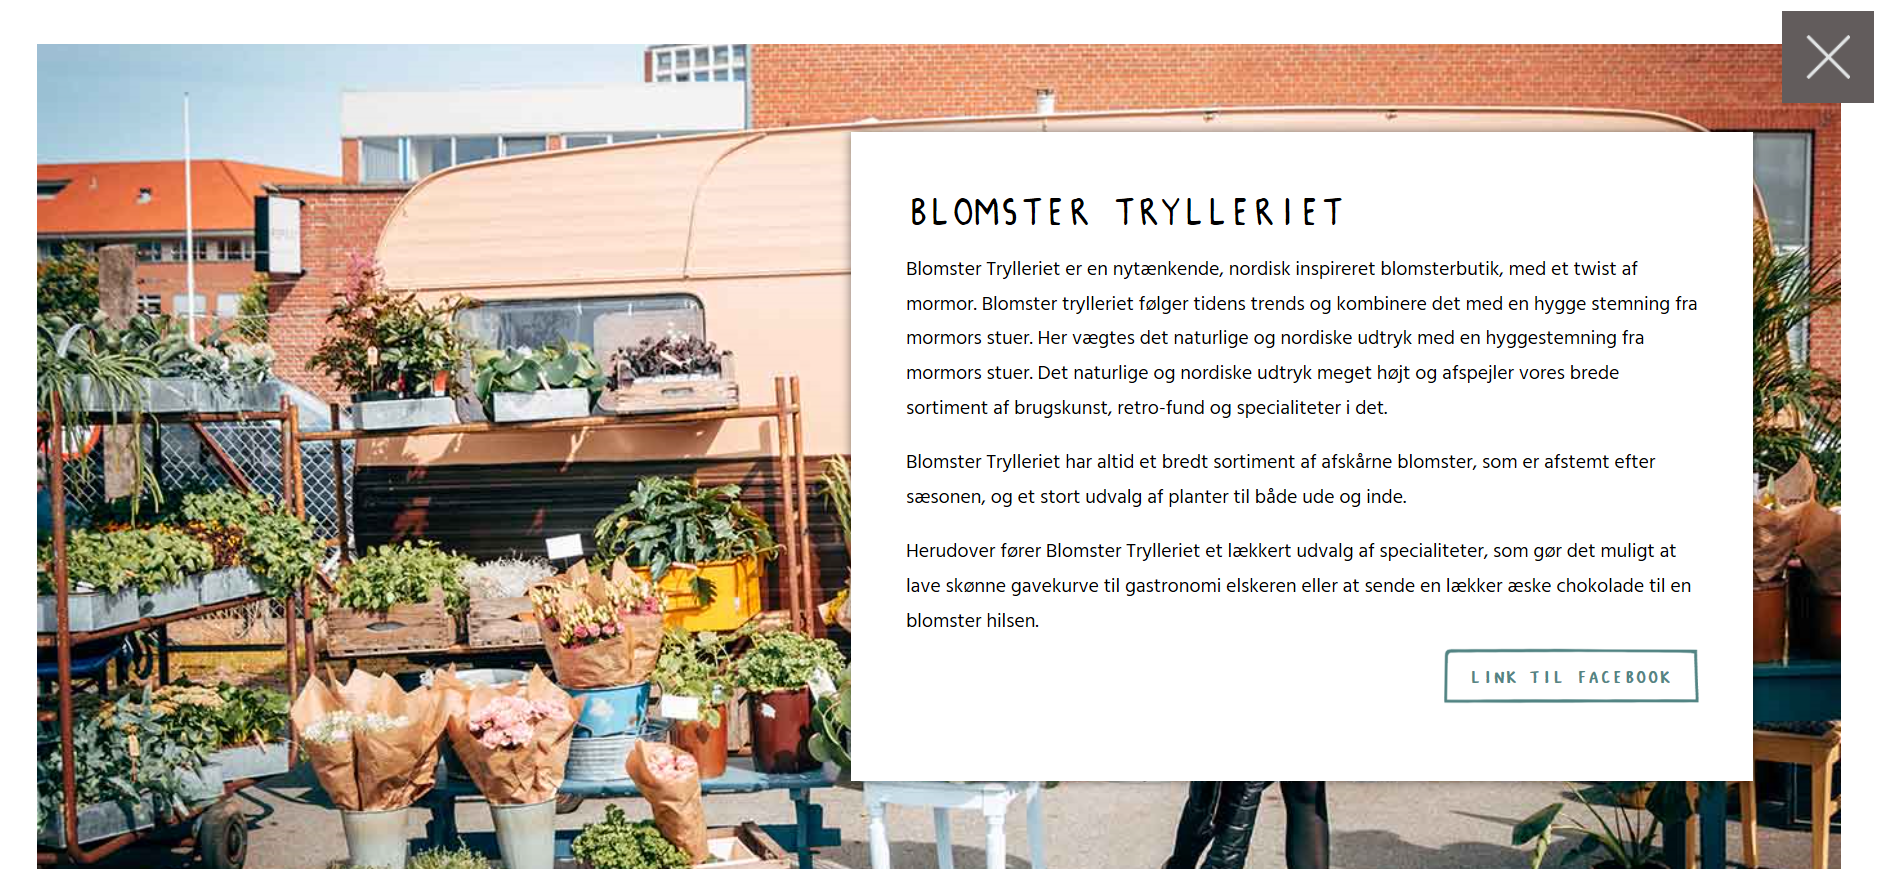 BLOMSTER TRYLLERIET
Blomster Trylleriet er en nytænkende, nordisk inspireret blomsterbutik, med et twist af
mormor. Blomster trylleriet følger tidens trends og kombinere det med en hygge stemning fra
mormors stuer. Her vægtes det naturlige og nordiske udtryk med en hyggestemning fra
mormors stuer. Det naturlige og nordiske udtryk meget højt og afspejler vores brede
sortiment af brugskunst, retro-fund og specialiteter i det.
Blomster Trylleriet har altid et bredt sortiment af afskårne blomster, som er afstemt efter
sæsonen, og et stort udvalg af planter til både ude og inde.
Herudover fører Blomster Trylleriet et lækkert udvalg af specialiteter, som gør det muligt at
lave skønne gavekurve til gastronomi elskeren eller at sende en lækker æske chokolade til en
blomster hilsen.
LINK TIL FACEBOOK